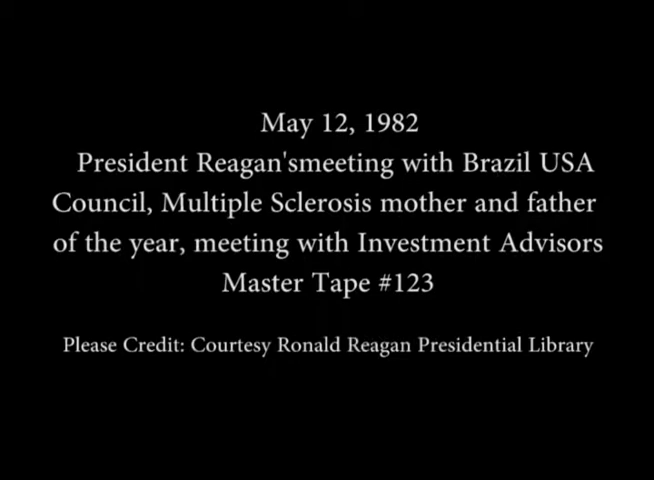 May 12, 1982
President Reagan'smeeting with Brazil USA
Council, Multiple Sclerosis mother and father
of the year, meeting with Investment Advisors
Master Tape #123
Please Credit: Courtesy Ronald Reagan Presidential Library